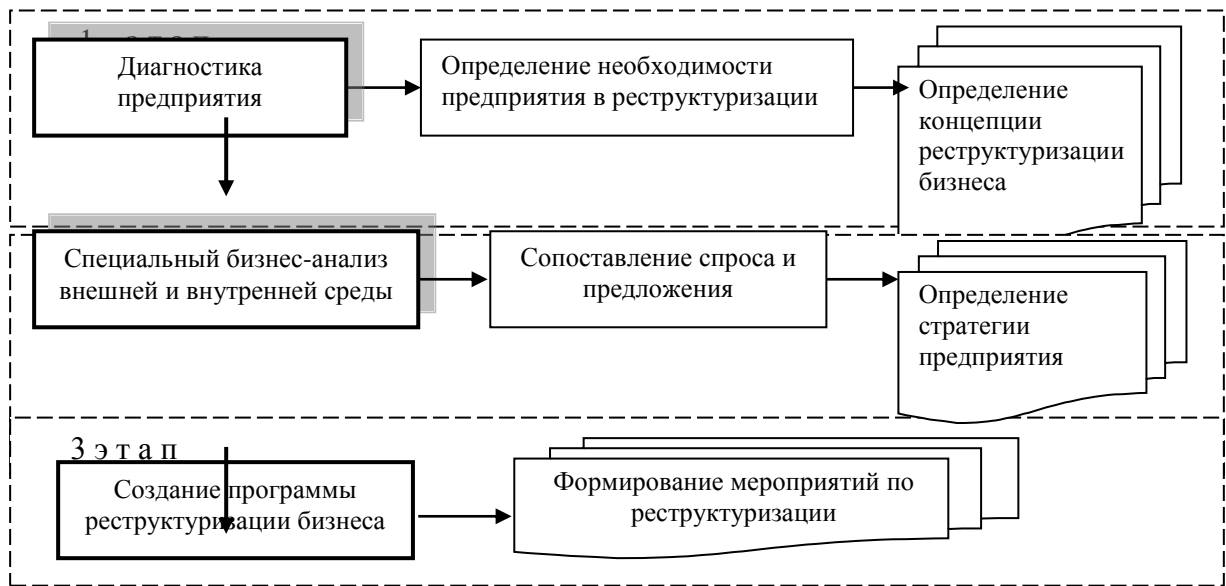 1 э т а п
Диагностика
предприятия
Определение необходимости
предприятия в реструктуризации
Определение
концепции
реструктуризации
бизнеса
Специальный бизнес-анализ
внешней и внутренней среды
Сопоставление спроса и
предложения
Определение
стратегии
предприятия
3 э т а п
Создание программы
реструктуризации бизнеса
Формирование мероприятий по
реструктуризации